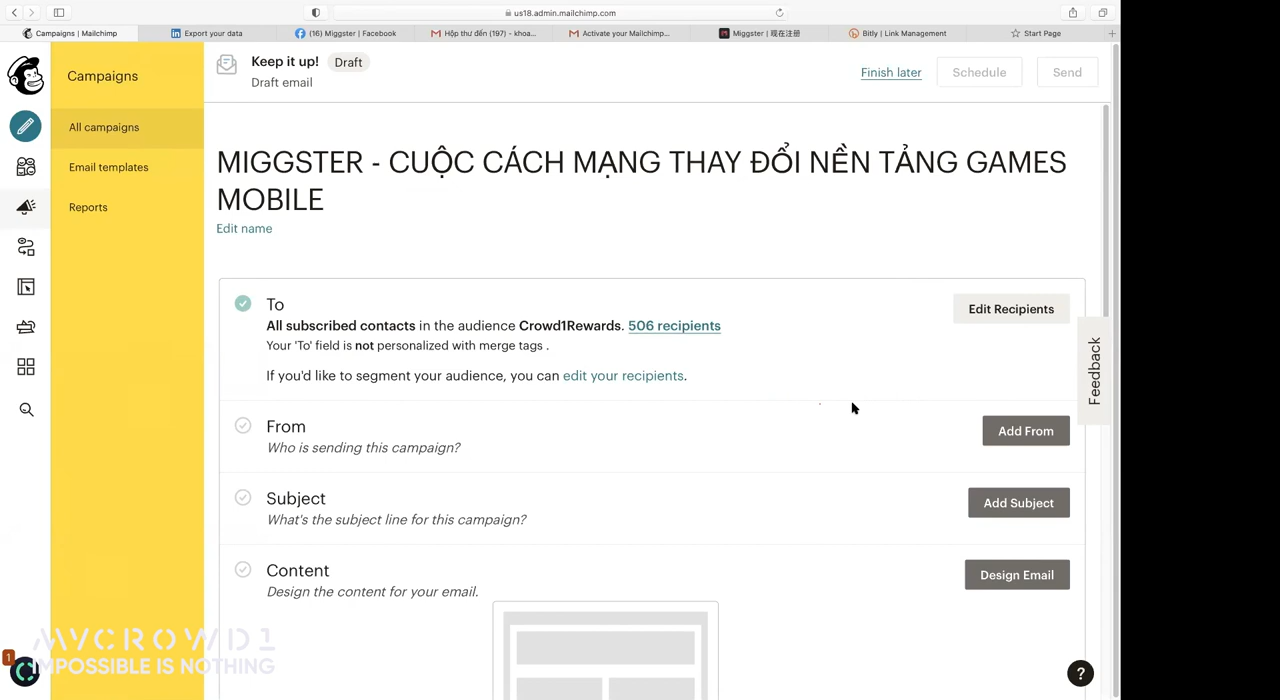 us18.admin.mailchimp.com
Campaigns | Mailchimp
Export your data
(16) Miggster | Facebook
Hộp thư đến (197) - khoa...
Activate your Mailchimp...
Miggster | 现在注册
Bitly | Link Management
Start Page
Campaigns
All campaigns
Email templates
Reports
Keep it up! Draft
Draft email
Finish later
Schedule
Send
MIGGSTER - CUỘC CÁCH MẠNG THAY ĐỔI NỀN TẢNG GAMES
MOBILE
Edit name
To
All subscribed contacts in the audience Crowd1Rewards. 506 recipients
Your 'To' field is not personalized with merge tags .
If you'd like to segment your audience, you can edit your recipients.
Edit Recipients
Feedback
From
Who is sending this campaign?
Add From
Subject
What's the subject line for this campaign?
Add Subject
Content
Design the content for your email.
Design Email
MYCROWD1
IMPOSSIBLE IS NOTHING
1
?